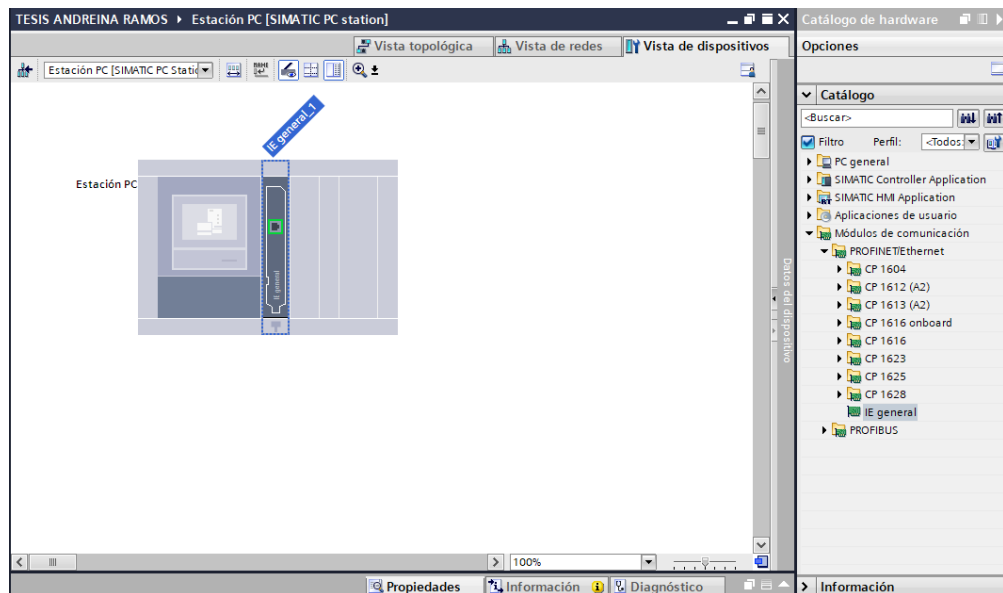 TESIS ANDREINA RAMOS ▸ Estación PC [SIMATIC PC station]
Catálogo de hardware
Vista topológica
Vista de redes
Vista de dispositivos
Opciones
Estación PC [SIMATIC PC Static
Catálogo
<Buscar>
Filtro
Perfil:
<Todos>
PC general
SIMATIC Controller Application
SIMATIC HMI Application
Aplicaciones de usuario
Módulos de comunicación
PROFINET/Ethernet
CP 1604
CP 1612 (A2)
CP 1613 (A2)
CP 1616 onboard
CP 1616
CP 1623
CP 1625
CP 1628
IE general
PROFIBUS
IE general_1
Estación PC
IE general
Datos del dispositivo
100%
Propiedades
Información
Diagnóstico
Información